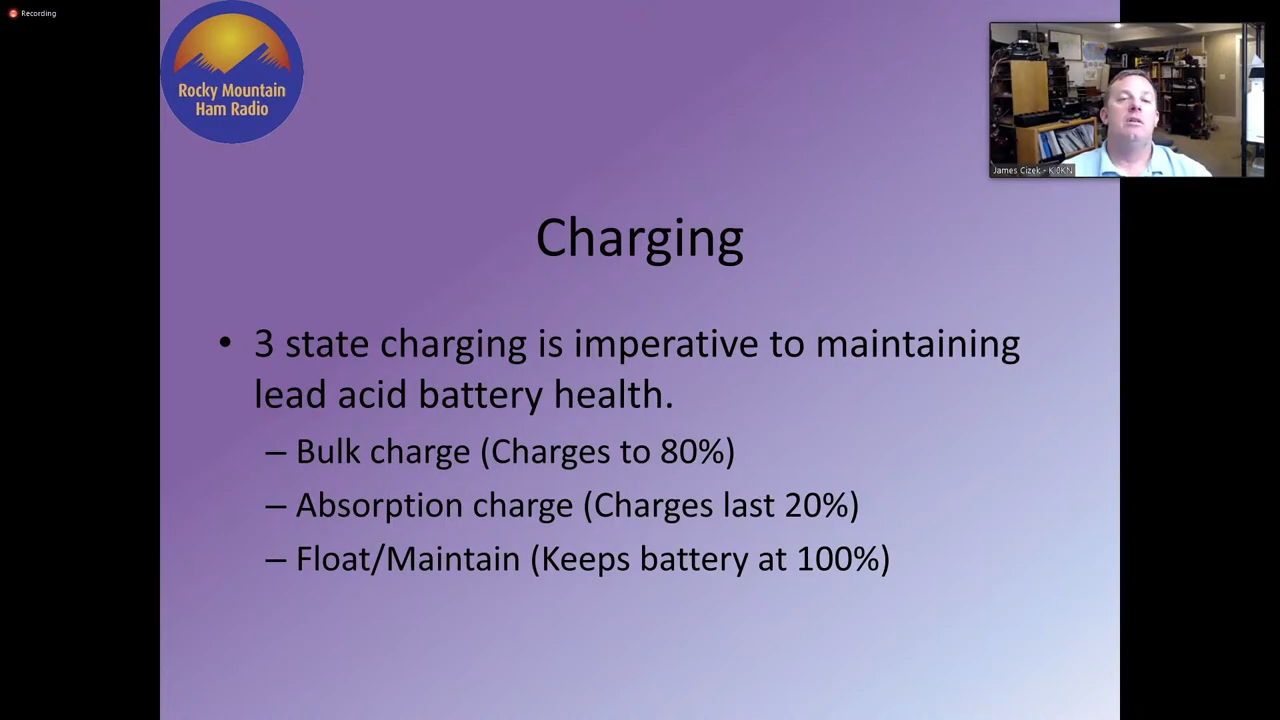 Recording
Rocky Mountain
Ham Radio
James Cizek - KI0KN
Charging
• 3 state charging is imperative to maintaining
lead acid battery health.
– Bulk charge (Charges to 80%)
– Absorption charge (Charges last 20%)
– Float/Maintain (Keeps battery at 100%)